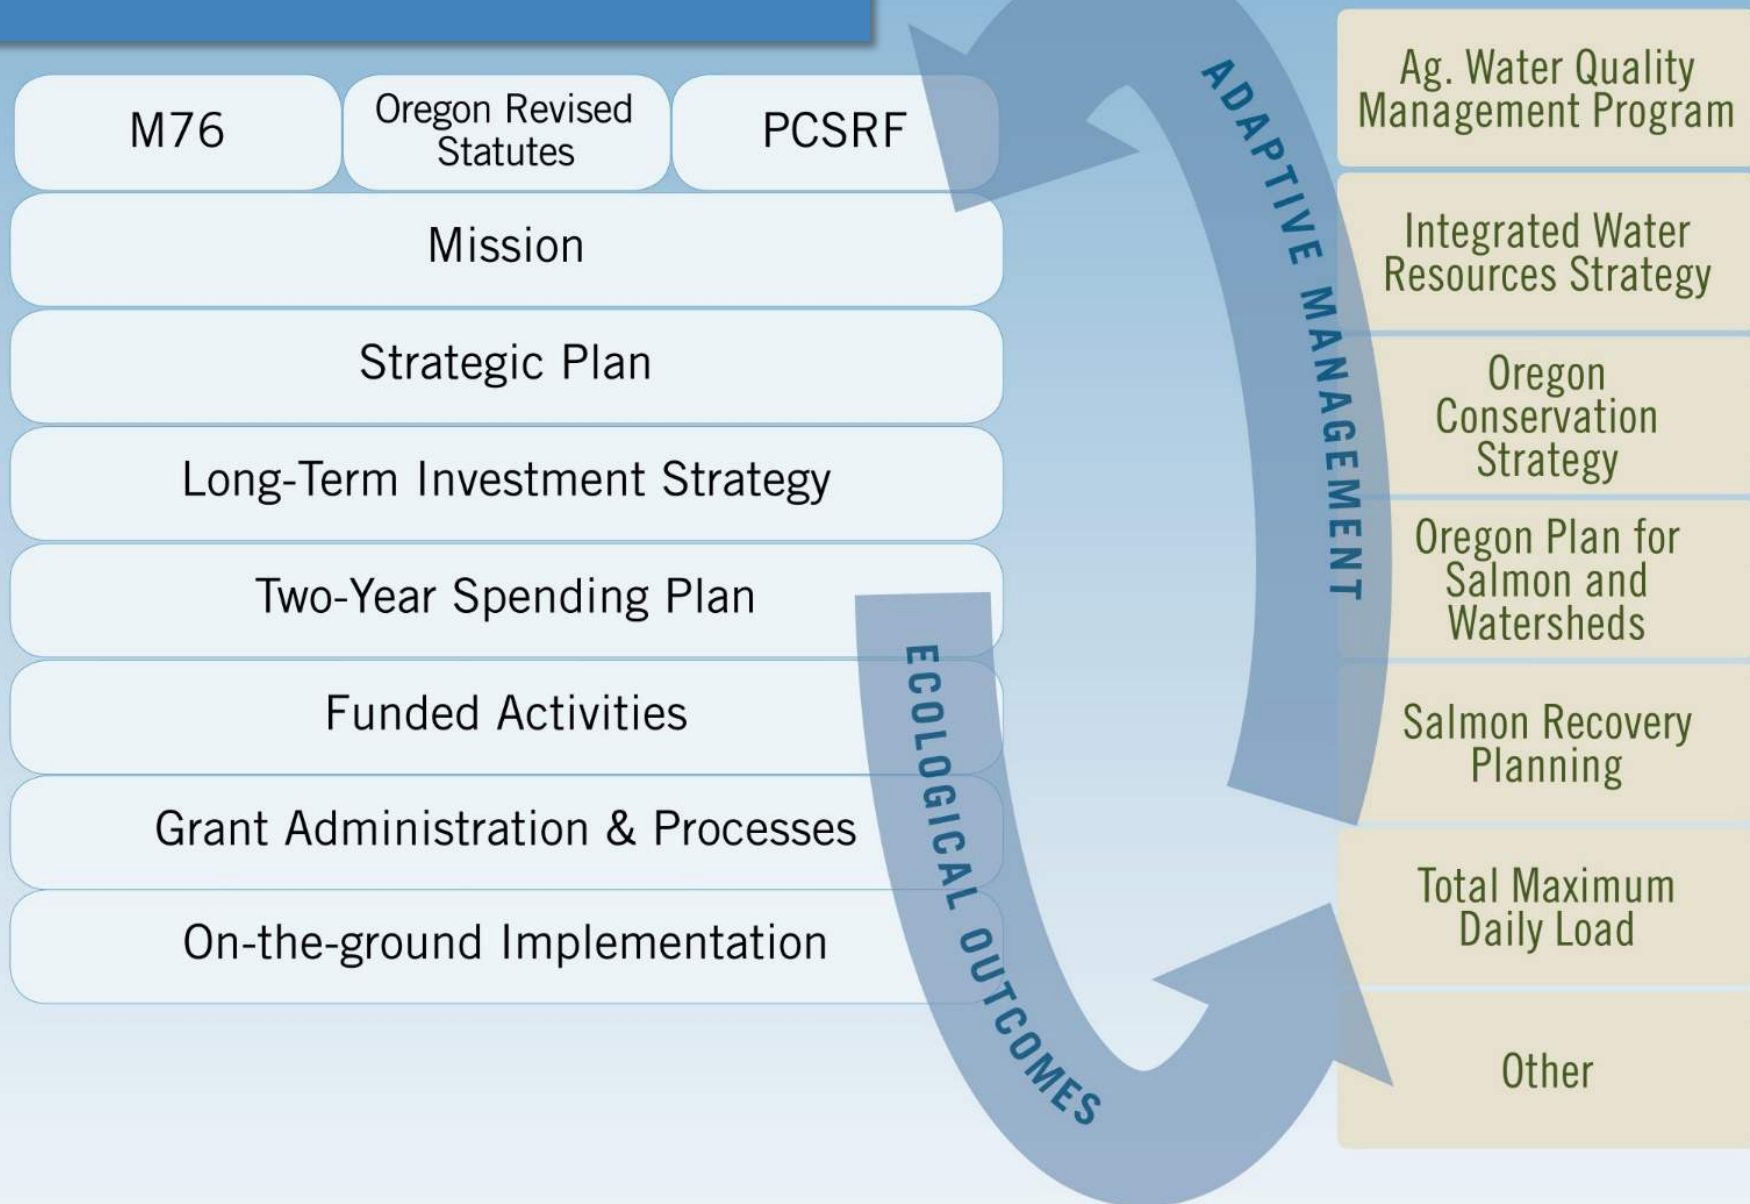 M76
Oregon Revised
Statutes
PCSRF
Mission
Strategic Plan
Long-Term Investment Strategy
Two-Year Spending Plan
Funded Activities
Grant Administration & Processes
On-the-ground Implementation
ECOLOGICAL OUTCOMES
ADAPTIVE MANAGEMENT
Ag. Water Quality
Management Program
Integrated Water
Resources Strategy
Oregon
Conservation
Strategy
Oregon Plan for
Salmon and
Watersheds
Salmon Recovery
Planning
Total Maximum
Daily Load
Other